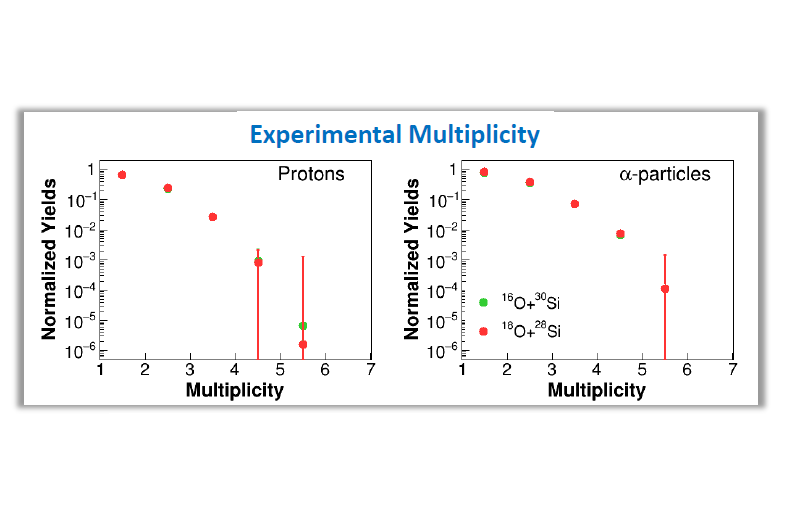 Experimental Multiplicity
Normalized Yields
1
10⁻¹
10⁻²
10⁻³
10⁻⁴
10⁻⁵
10⁻⁶
Protons
1 2 3 4 5 6 7
Multiplicity
Normalized Yields
1
10⁻¹
10⁻²
10⁻³
10⁻⁴
10⁻⁵
10⁻⁶
α-particles
¹⁶O+³⁰Si
¹⁸O+²⁸Si
1 2 3 4 5 6 7
Multiplicity